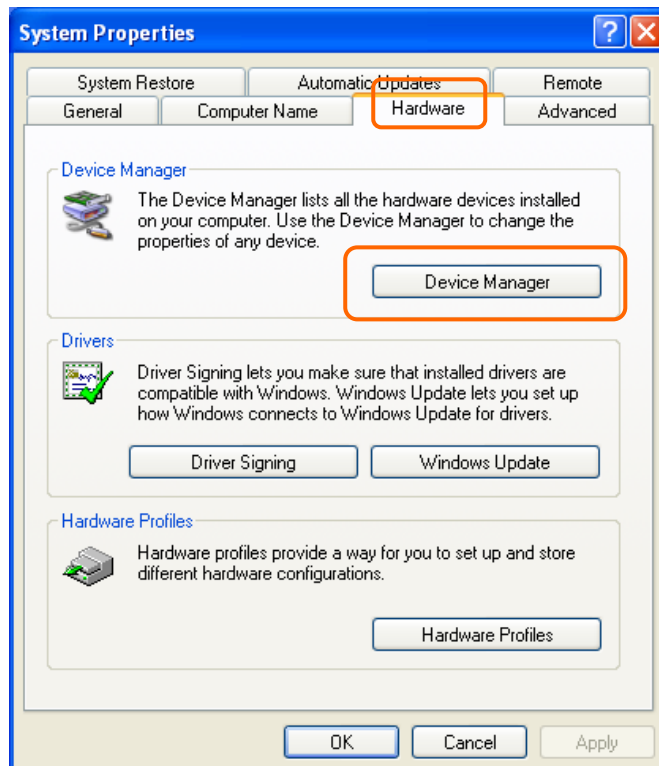 System Properties
System Restore Automatic Updates Remote
General Computer Name Hardware Advanced
Device Manager
The Device Manager lists all the hardware devices installed
on your computer. Use the Device Manager to change the
properties of any device.
Device Manager
Drivers
Driver Signing lets you make sure that installed drivers are
compatible with Windows. Windows Update lets you set up
how Windows connects to Windows Update for drivers.
Driver Signing Windows Update
Hardware Profiles
Hardware profiles provide a way for you to set up and store
different hardware configurations.
Hardware Profiles
OK Cancel Apply